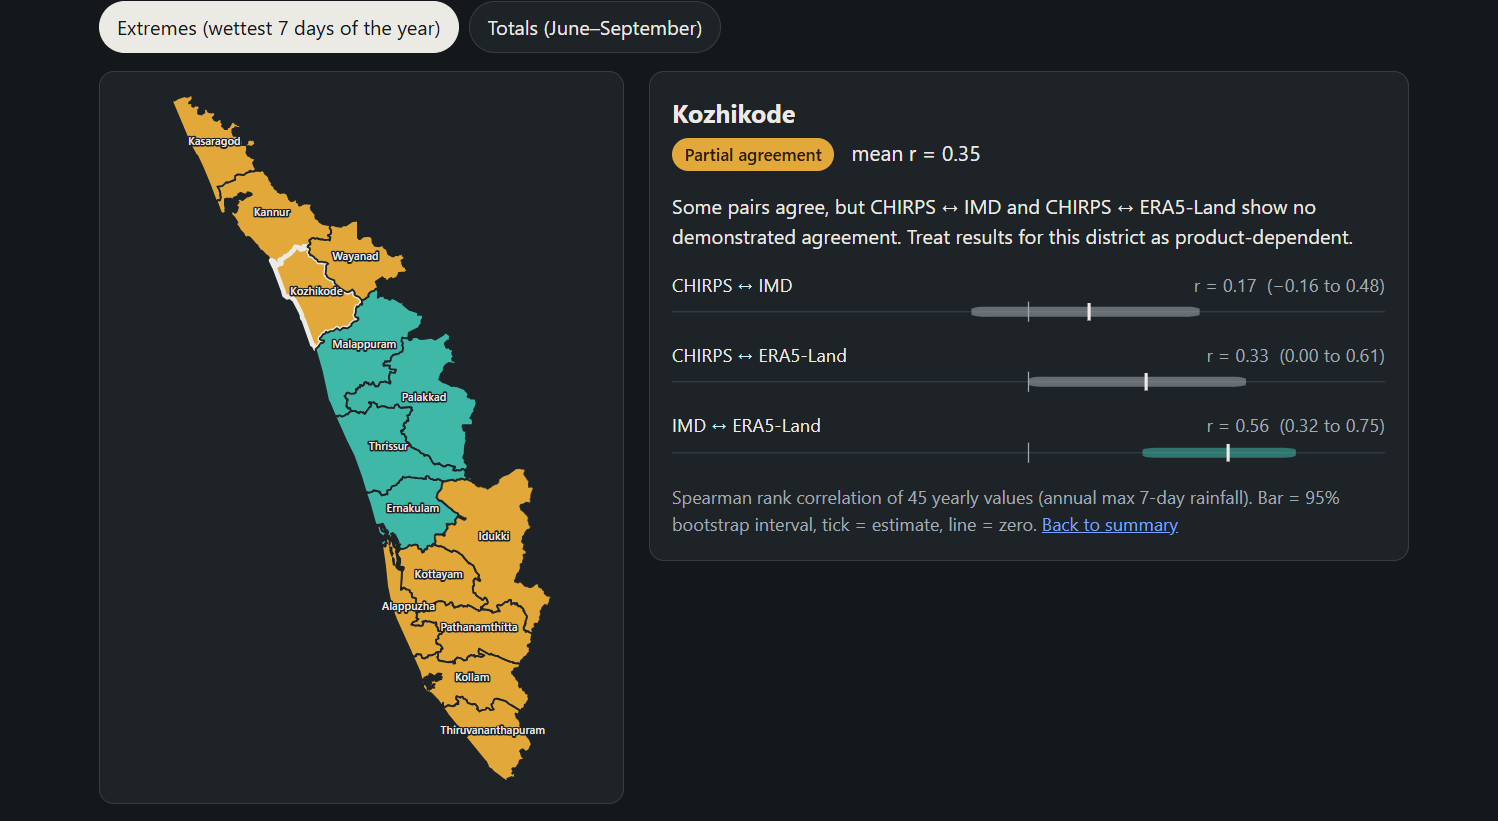 Extremes (wettest 7 days of the year)
Totals (June–September)
Kasaragod
Kannur
Wayanad
Kozhikode
Malappuram
Palakkad
Thrissur
Ernakulam
Idukki
Kottayam
Alappuzha
Pathanamthitta
Kollam
Thiruvananthapuram
Kozhikode
Partial agreement
mean r = 0.35
Some pairs agree, but CHIRPS ↔ IMD and CHIRPS ↔ ERA5-Land show no
demonstrated agreement. Treat results for this district as product-dependent.
CHIRPS ↔ IMD
r = 0.17 (−0.16 to 0.48)
CHIRPS ↔ ERA5-Land
r = 0.33 (0.00 to 0.61)
IMD ↔ ERA5-Land
r = 0.56 (0.32 to 0.75)
Spearman rank correlation of 45 yearly values (annual max 7-day rainfall). Bar = 95%
bootstrap interval, tick = estimate, line = zero. Back to summary